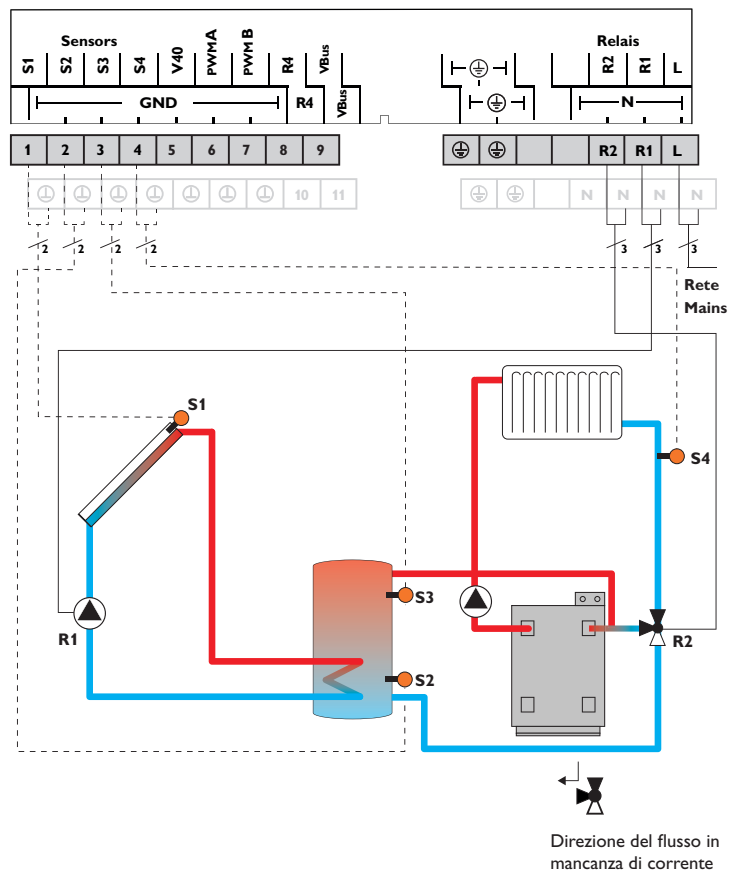 Sensors
Relais
S1 S2 S3 S4 V40 PWMA PWM B R4 VBus
R2 R1 L
GND R4 VBus
N
1 2 3 4 5 6 7 8 9
R2 R1 L
10 11
N N N N
2 2 2 2
3 3 3
Rete
Mains
S1
S4
S3
R1
R2
S2
Direzione del flusso in
mancanza di corrente